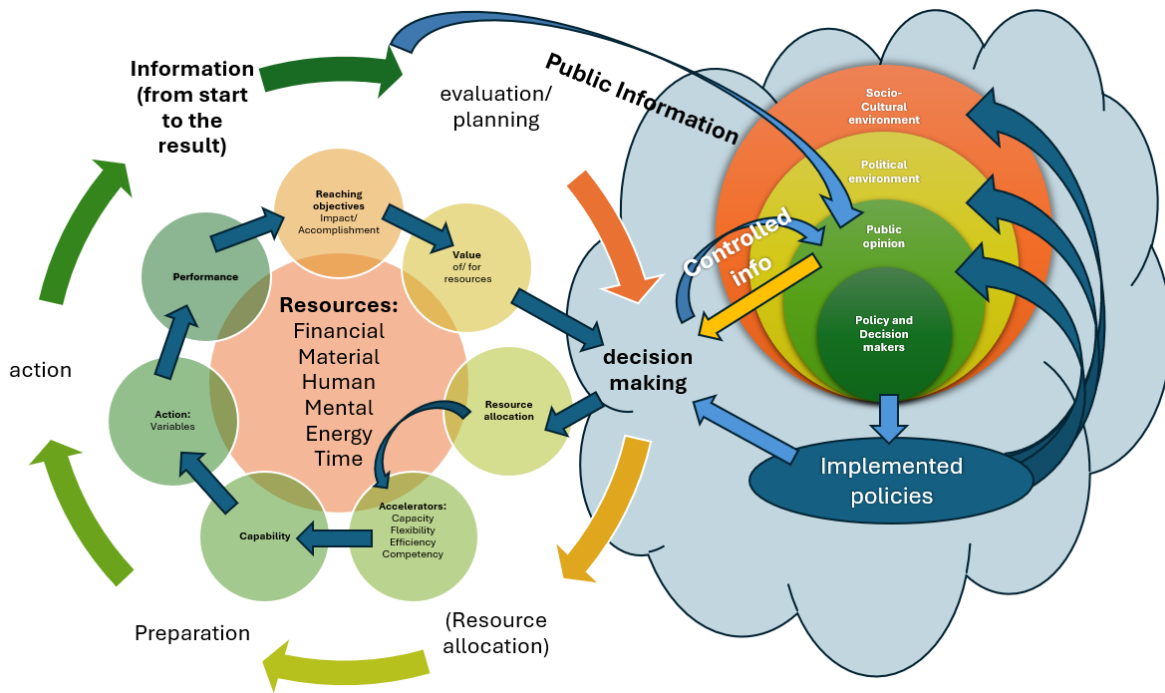 Information
(from start
to the
result)
evaluation/
planning
Public Information
Socio-
Cultural
environment
Political
environment
Public
opinion
Policy and
Decision
makers
Controlled
info
Reaching
objectives
Impact/
Accomplishment
Value
of/ for
resources
Performance
Resources:
Financial
Material
Human
Mental
Energy
Time
decision
making
action
Action:
Variables
Resource
allocation
Accelerators:
Capacity
Flexibility
Efficiency
Competency
Capability
Implemented
policies
Preparation
(Resource
allocation)